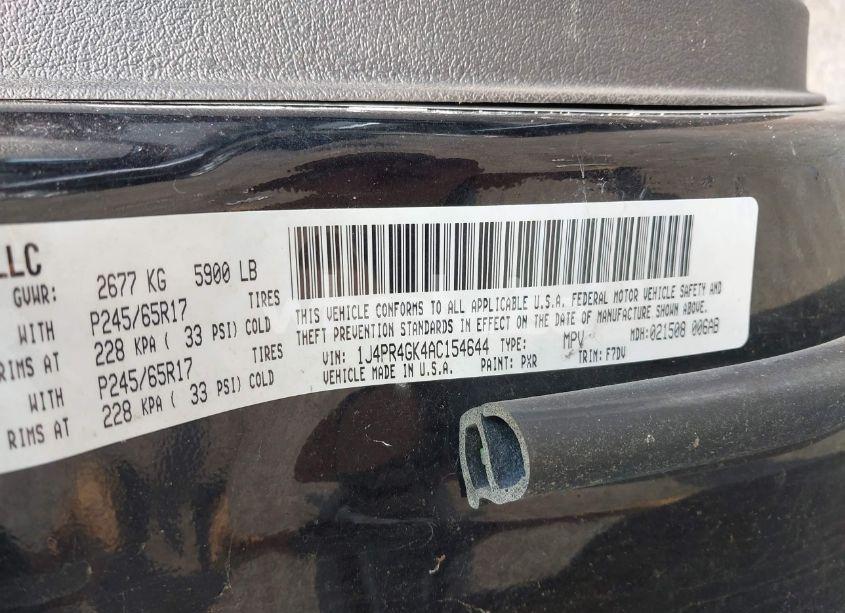 LLC
GVWR: 2677 KG 5900 LB
WITH P245/65R17 TIRES
RIMS AT 228 KPA ( 33 PSI) COLD
WITH P245/65R17 TIRES
RIMS AT 228 KPA ( 33 PSI) COLD
THIS VEHICLE CONFORMS TO ALL APPLICABLE U.S.A. FEDERAL MOTOR VEHICLE SAFETY AND
THEFT PREVENTION STANDARDS IN EFFECT ON THE DATE OF MANUFACTURE SHOWN ABOVE.
VIN: 1J4PR4GK4AC154644 TYPE: MPV MDH:021508 006AB
VEHICLE MADE IN U.S.A. PAINT: PXR TRIM: F7DV